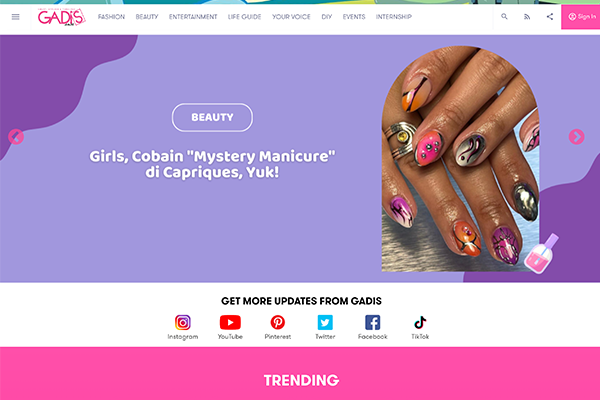 GADIS
FASHION
BEAUTY
ENTERTAINMENT
LIFE GUIDE
YOUR VOICE
DIY
EVENTS
INTERNSHIP
Sign In
BEAUTY
Girls, Cobain "Mystery Manicure"
di Capriques, Yuk!
GET MORE UPDATES FROM GADIS
Instagram
YouTube
Pinterest
Twitter
Facebook
TikTok
TRENDING